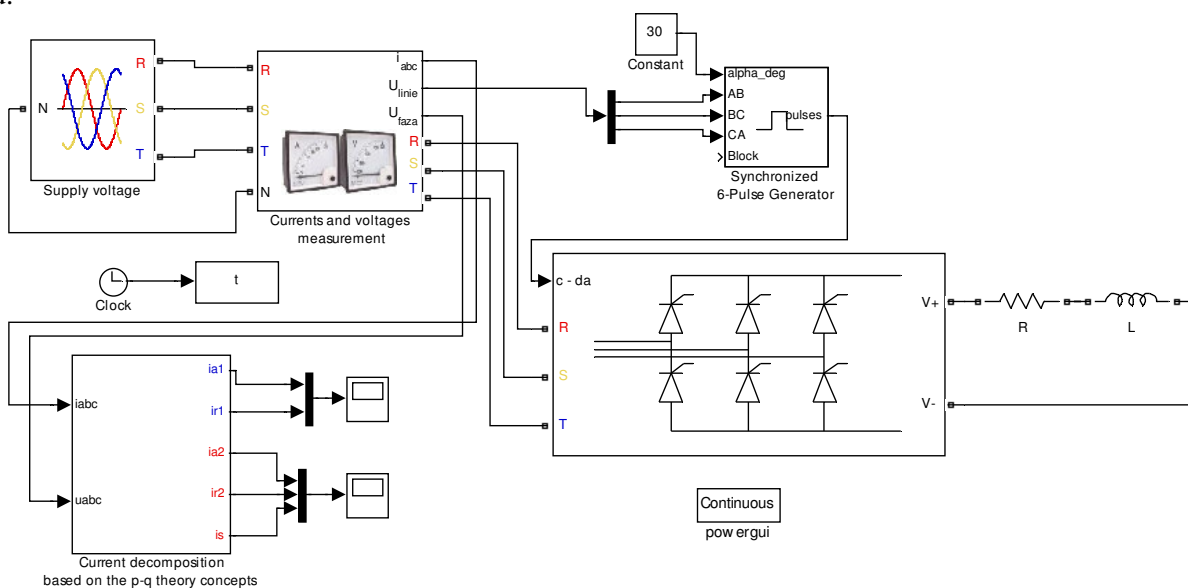 30
Constant
alpha_deg
AB
BC
CA
Block
pulses
Synchronized
6-Pulse Generator
N
R
S
T
Supply voltage
R
S
T
N
i abc
U linie
U faza
R
S
T
A
V
Currents and voltages
measurement
Clock
t
c - da
R
S
T
V+
V-
R
L
iabc
uabc
ia1
ir1
ia2
ir2
is
Current decomposition
based on the p-q theory concepts
Continuous
powergui